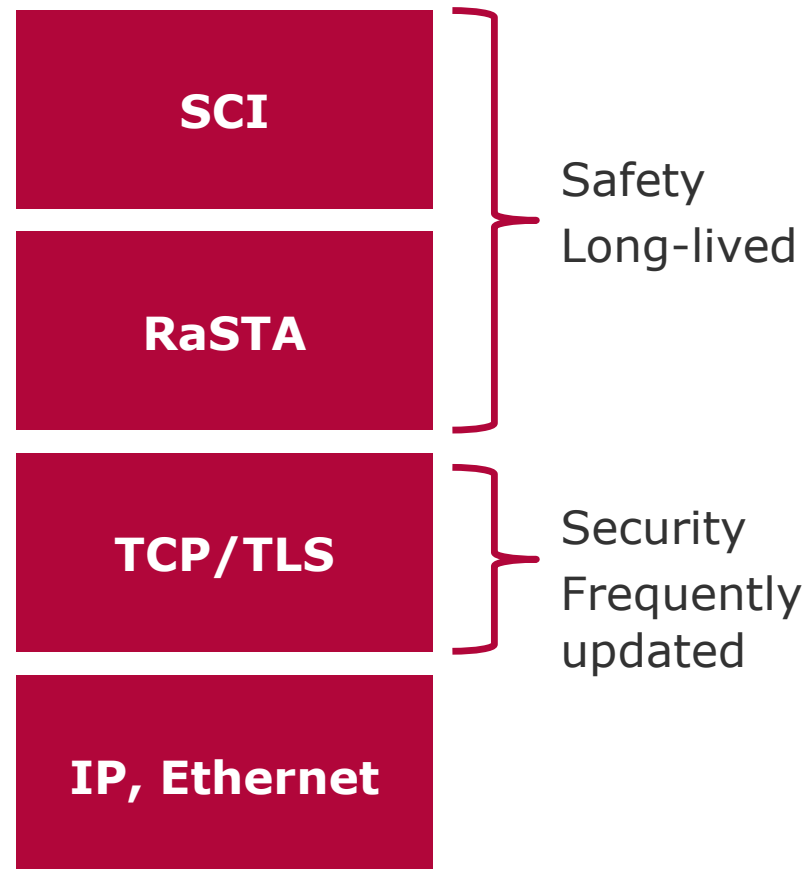 SCI
Safety
Long-lived
RaSTA
TCP/TLS
Security
Frequently
updated
IP, Ethernet